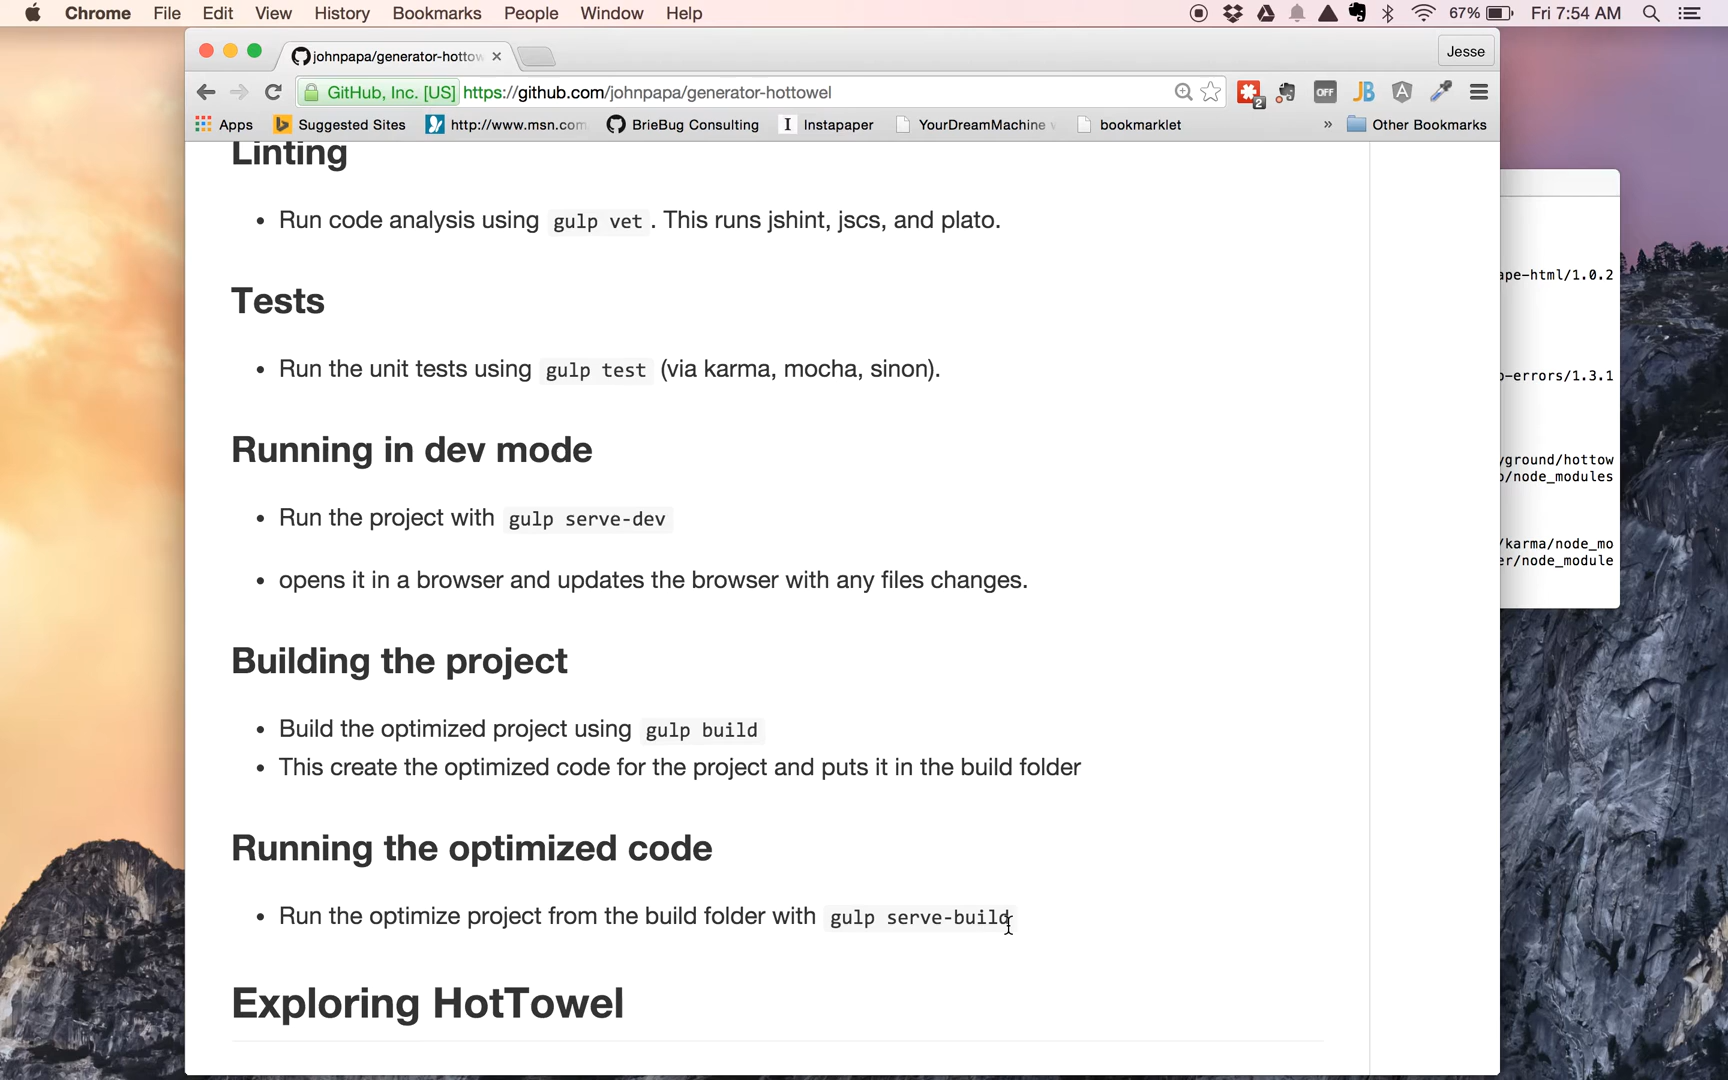 Chrome File Edit View History Bookmarks People Window Help 67% Fri 7:54 AM
johnpapa/generator-hottow Jesse
GitHub, Inc. [US] https://github.com/johnpapa/generator-hottowel 2 OFF JB A
Apps Suggested Sites http://www.msn.com BrieBug Consulting Instapaper YourDreamMachine bookmarklet » Other Bookmarks
Linting
• Run code analysis using gulp vet. This runs jshint, jscs, and plato.
Tests
• Run the unit tests using gulp test (via karma, mocha, sinon).
Running in dev mode
• Run the project with gulp serve-dev
• opens it in a browser and updates the browser with any files changes.
Building the project
• Build the optimized project using gulp build
• This create the optimized code for the project and puts it in the build folder
Running the optimized code
• Run the optimize project from the build folder with gulp serve-build
Exploring HotTowel
ape-html/1.0.2
-errors/1.3.1
ground/hottow
/node_modules
/karma/node_mo
er/node_module